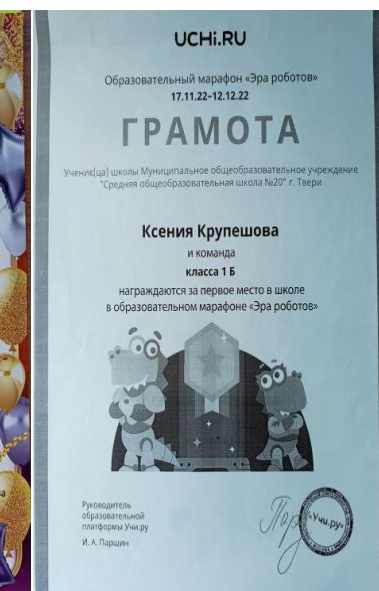 UCHi.RU
Образовательный марафон «Эра роботов»
17.11.22–12.12.22
ГРАМОТА
Ученик(ца) школы Муниципальное общеобразовательное учреждение
"Средняя общеобразовательная школа №20" г. Твери
Ксения Крупешова
и команда
класса 1 Б
награждаются за первое место в школе
в образовательном марафоне «Эра роботов»
Руководитель
образовательной
платформы Учи.ру
И. А. Паршин
«Учи.ру»